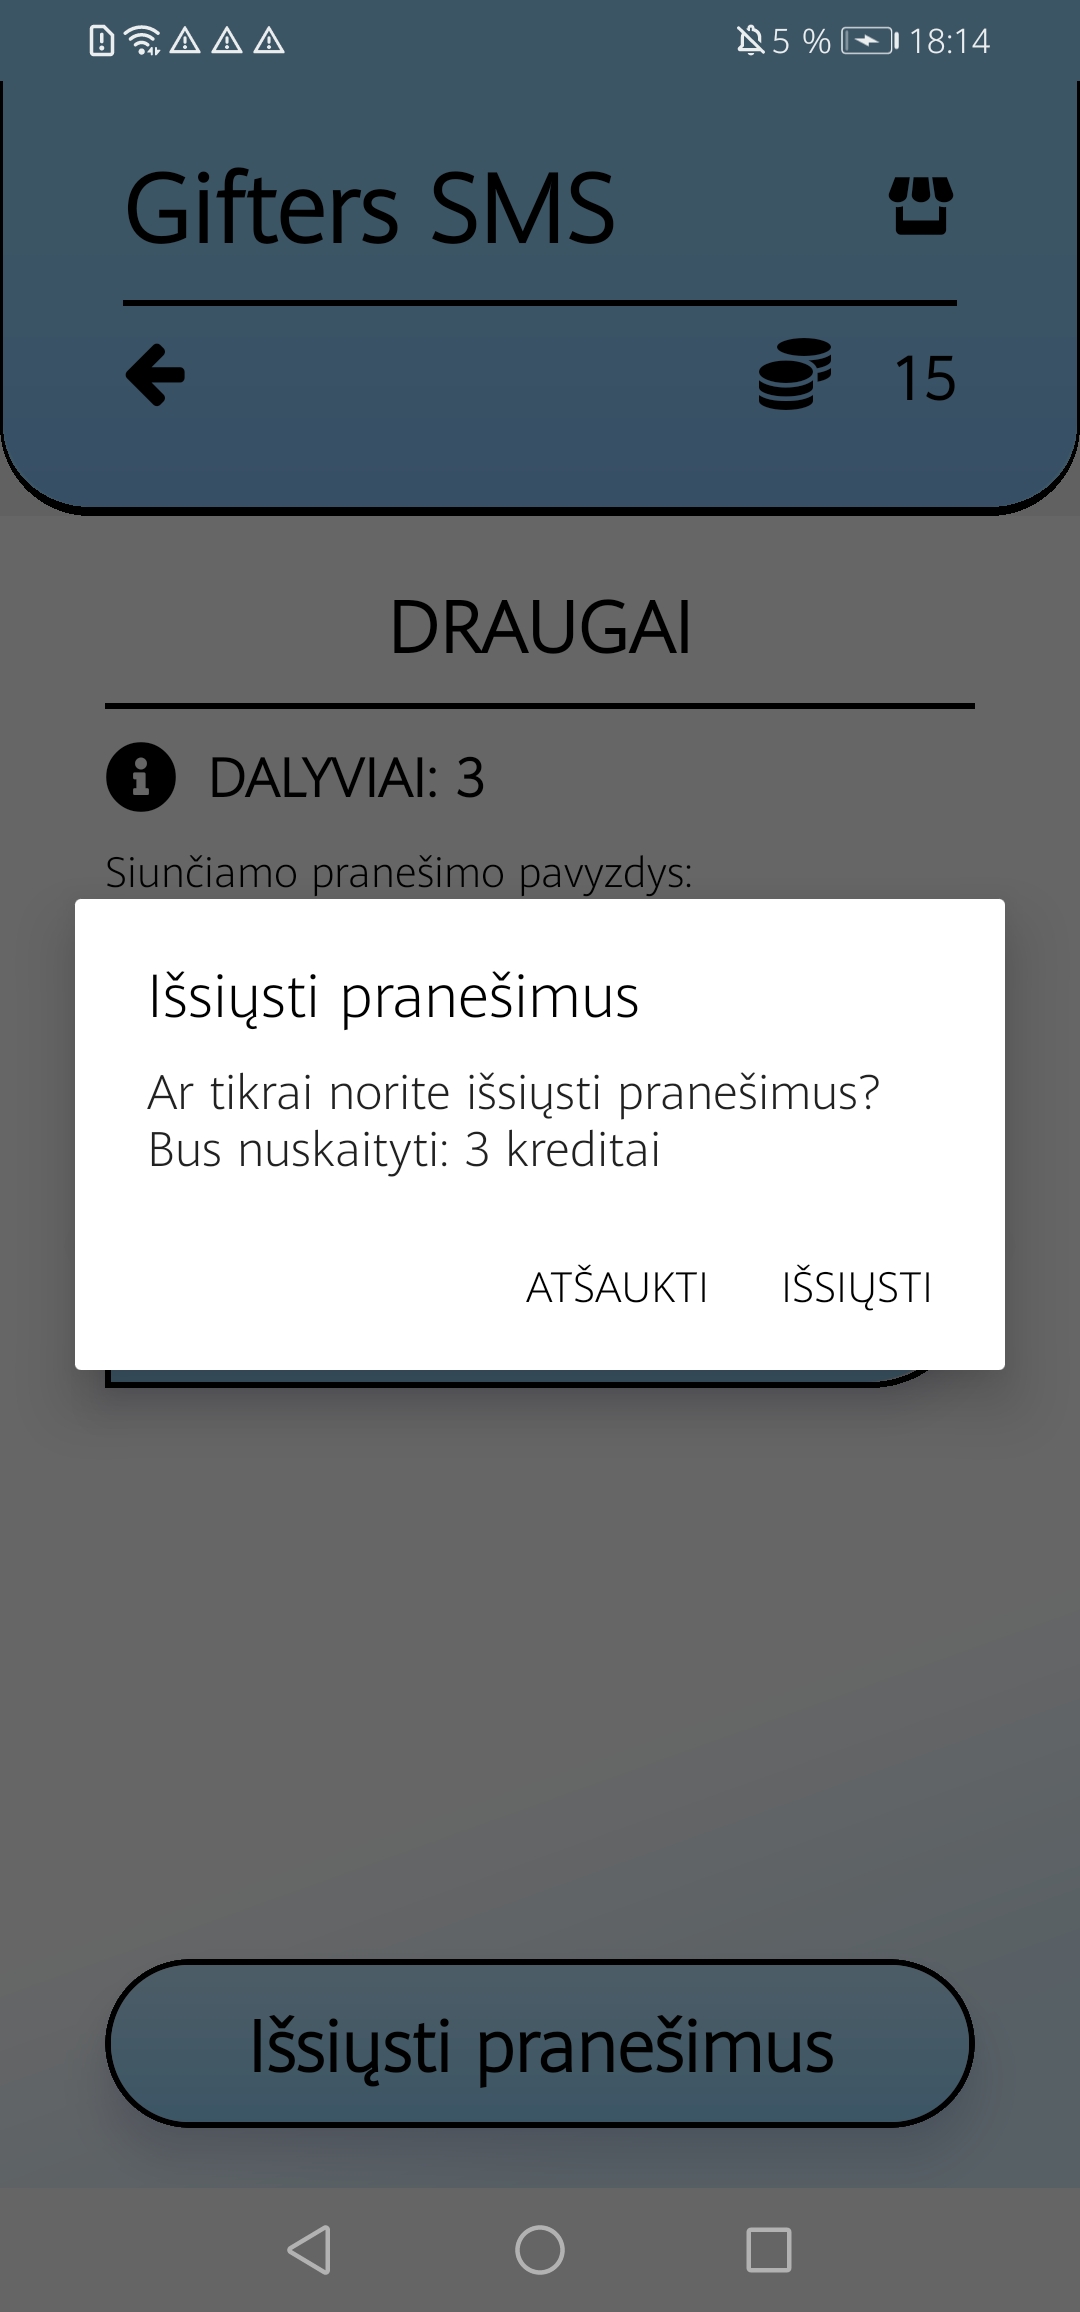 5 % 18:14
Gifters SMS
15
DRAUGAI
DALYVIAI: 3
Siunčiamo pranešimo pavyzdys:
Išsiųsti pranešimus
Ar tikrai norite išsiųsti pranešimus?
Bus nuskaityti: 3 kreditai
ATŠAUKTI IŠSIŲSTI
Išsiųsti pranešimus